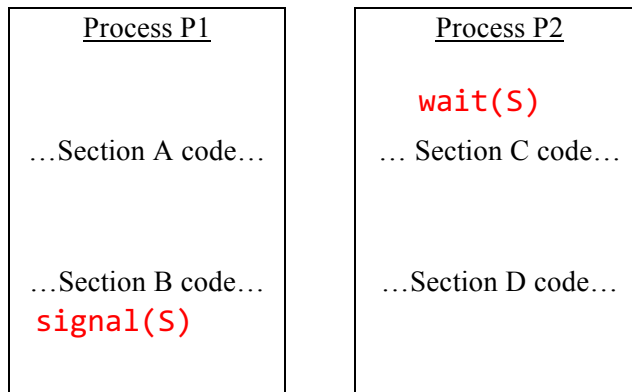 Process P1
…Section A code…
…Section B code…
signal(S)
Process P2
wait(S)
… Section C code…
…Section D code…